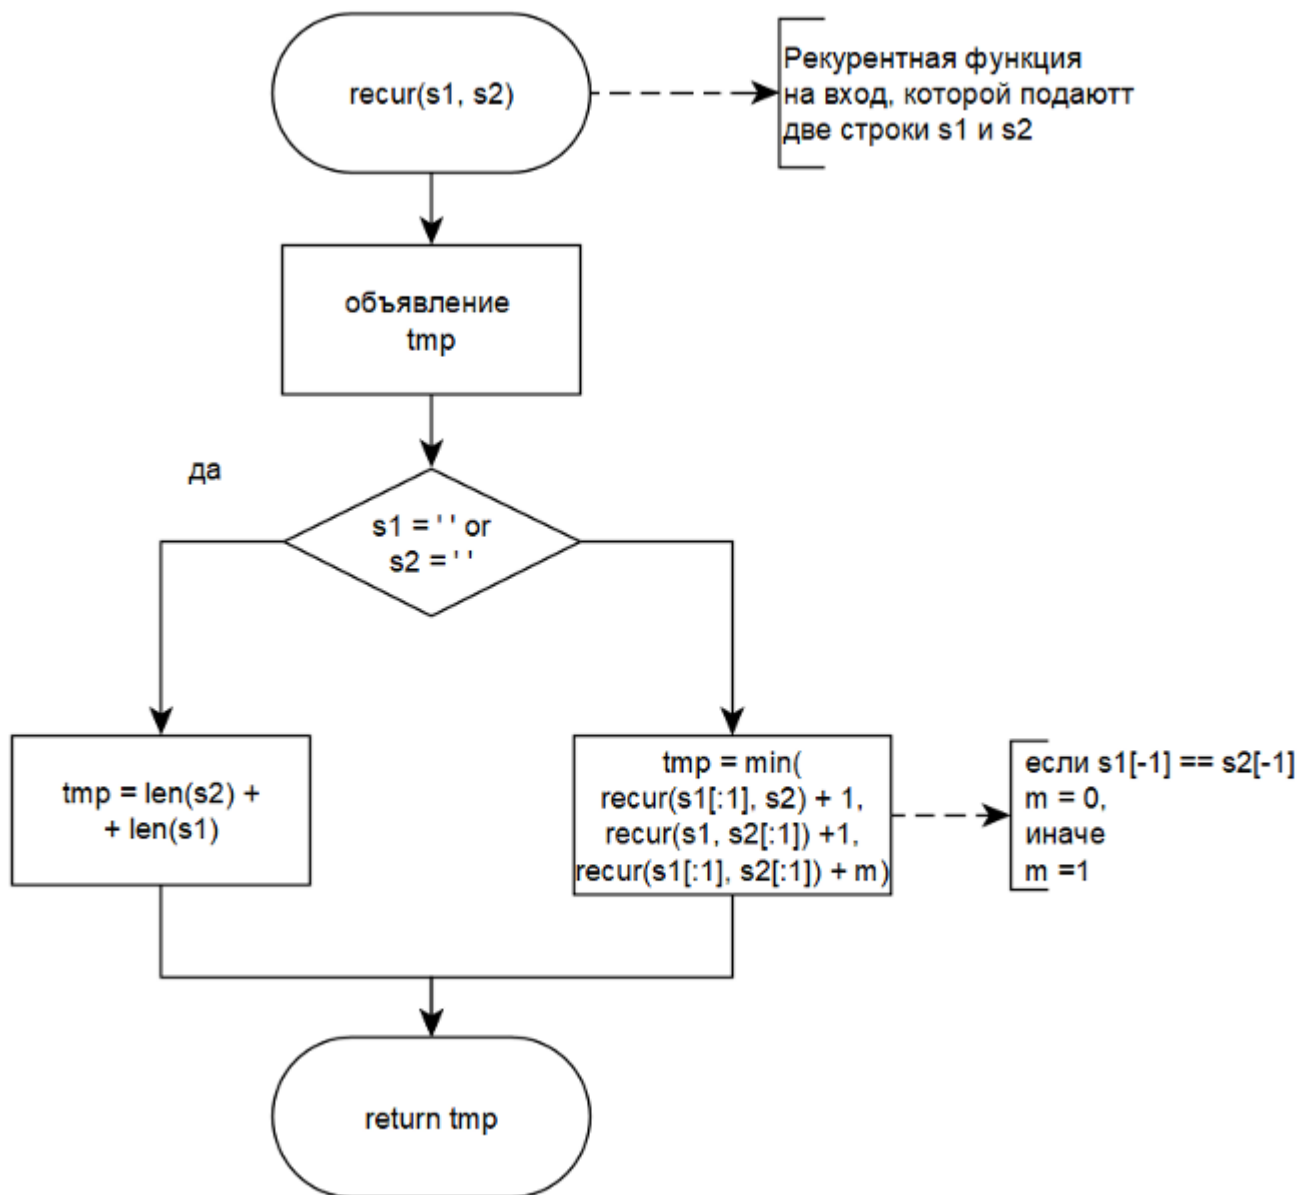 recur(s1, s2)
Рекурентная функция
на вход, которой подаютт
две строки s1 и s2
объявление
tmp
да
s1 = ' ' or
s2 = ' '
tmp = len(s2) +
+ len(s1)
tmp = min(
recur(s1[:1], s2) + 1,
recur(s1, s2[:1]) +1,
recur(s1[:1], s2[:1]) + m)
если s1[-1] == s2[-1]
m = 0,
иначе
m =1
return tmp